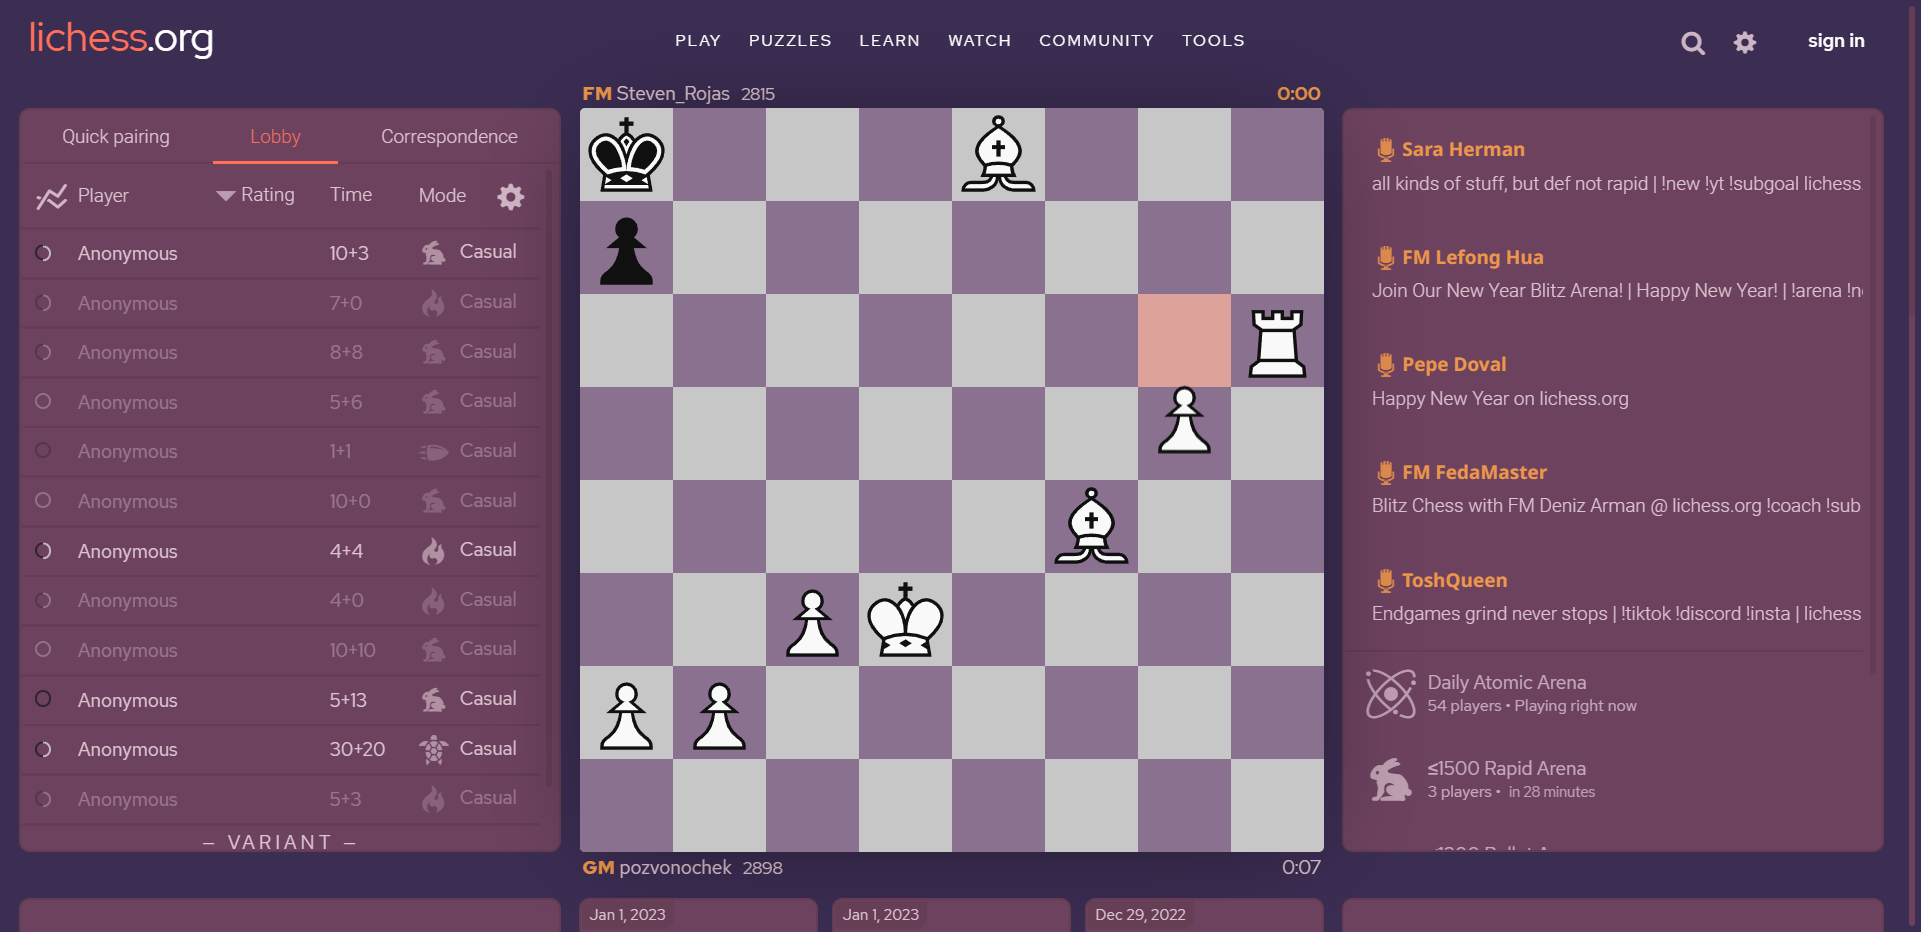 lichess.org
PLAY PUZZLES LEARN WATCH COMMUNITY TOOLS
sign in
Quick pairing Lobby Correspondence
Player Rating Time Mode
Anonymous 10+3 Casual
Anonymous 7+0 Casual
Anonymous 8+8 Casual
Anonymous 5+6 Casual
Anonymous 1+1 Casual
Anonymous 10+0 Casual
Anonymous 4+4 Casual
Anonymous 4+0 Casual
Anonymous 10+10 Casual
Anonymous 5+13 Casual
Anonymous 30+20 Casual
Anonymous 5+3 Casual
– VARIANT –
FM Steven_Rojas 2815 0:00
GM pozvonochek 2898 0:07
Sara Herman
all kinds of stuff, but def not rapid | !new !yt !subgoal lichess
FM Lefong Hua
Join Our New Year Blitz Arena! | Happy New Year! | !arena
Pepe Doval
Happy New Year on lichess.org
FM FedaMaster
Blitz Chess with FM Deniz Arman @ lichess.org !coach !sub
ToshQueen
Endgames grind never stops | !tiktok !discord !insta | lichess
Daily Atomic Arena
54 players • Playing right now
≤1500 Rapid Arena
3 players • in 28 minutes
Jan 1, 2023
Jan 1, 2023
Dec 29, 2022